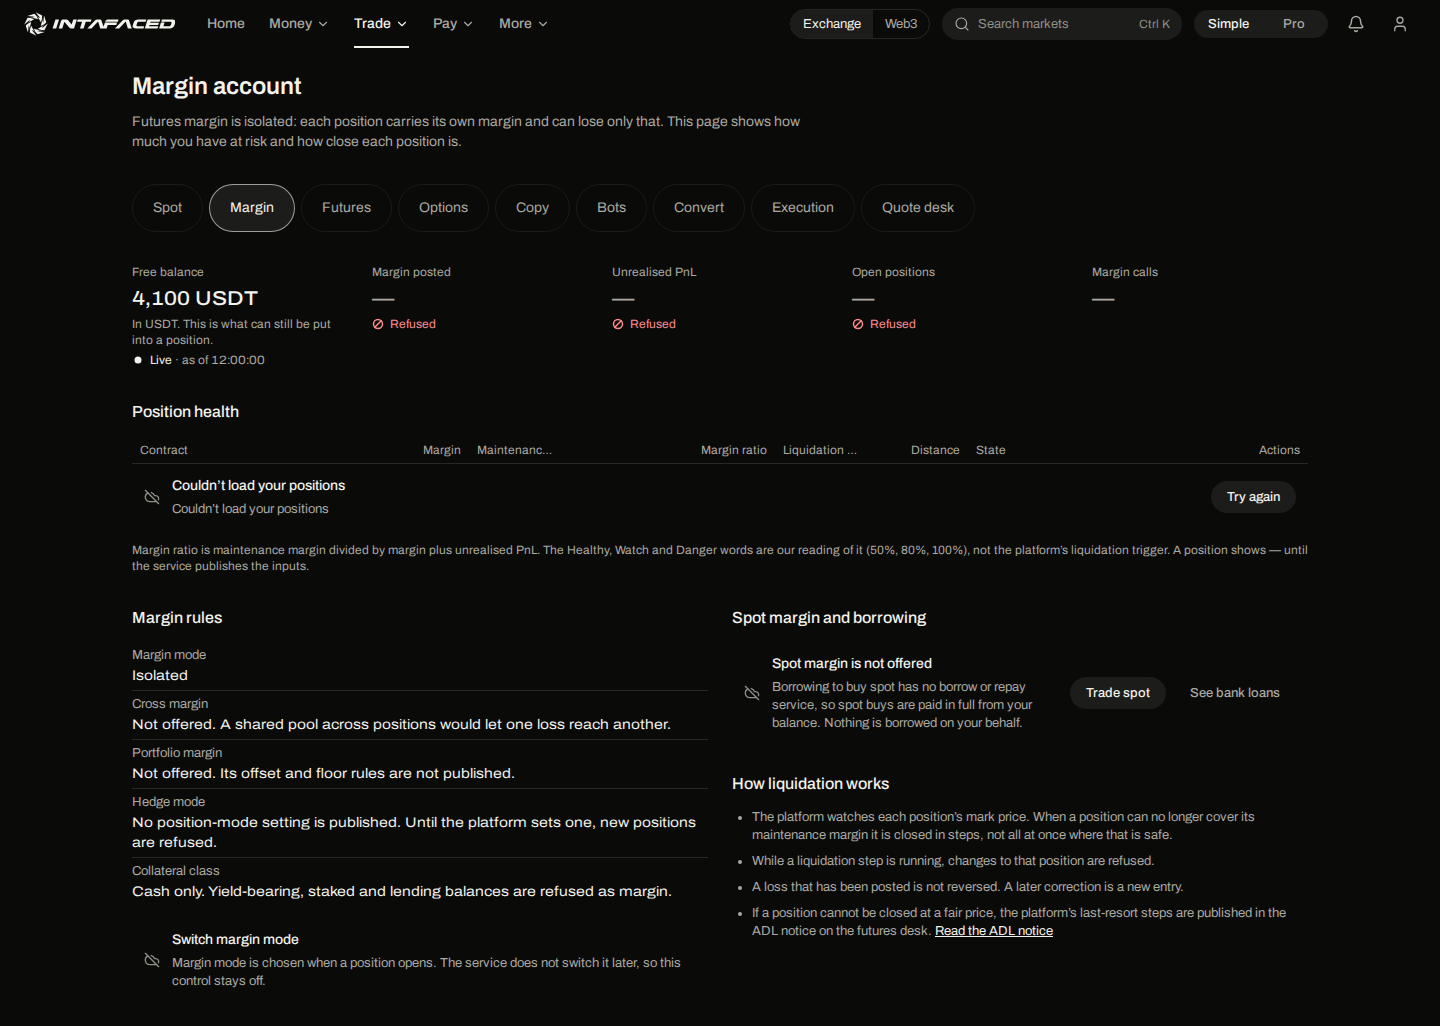 INTAFACED
Home
Money
Trade
Pay
More
Exchange
Web3
Search markets
Ctrl K
Simple
Pro
Margin account
Futures margin is isolated: each position carries its own margin and can lose only that. This page shows how
much you have at risk and how close each position is.
Spot
Margin
Futures
Options
Copy
Bots
Convert
Execution
Quote desk
Free balance
4,100 USDT
In USDT. This is what can still be put
into a position.
Live · as of 12:00:00
Margin posted
—
Refused
Unrealised PnL
—
Refused
Open positions
—
Refused
Margin calls
—
Position health
Contract
Margin
Maintenanc...
Margin ratio
Liquidation ...
Distance
State
Actions
Couldn’t load your positions
Couldn’t load your positions
Try again
Margin ratio is maintenance margin divided by margin plus unrealised PnL. The Healthy, Watch and Danger words are our reading of it (50%, 80%, 100%), not the platform’s liquidation trigger. A position shows — until
the service publishes the inputs.
Margin rules
Margin mode
Isolated
Cross margin
Not offered. A shared pool across positions would let one loss reach another.
Portfolio margin
Not offered. Its offset and floor rules are not published.
Hedge mode
No position-mode setting is published. Until the platform sets one, new positions
are refused.
Collateral class
Cash only. Yield-bearing, staked and lending balances are refused as margin.
Switch margin mode
Margin mode is chosen when a position opens. The service does not switch it later, so this
control stays off.
Spot margin and borrowing
Spot margin is not offered
Borrowing to buy spot has no borrow or repay
service, so spot buys are paid in full from your
balance. Nothing is borrowed on your behalf.
Trade spot
See bank loans
How liquidation works
The platform watches each position’s mark price. When a position can no longer cover its
maintenance margin it is closed in steps, not all at once where that is safe.
While a liquidation step is running, changes to that position are refused.
A loss that has been posted is not reversed. A later correction is a new entry.
If a position cannot be closed at a fair price, the platform’s last-resort steps are published in the
ADL notice on the futures desk. Read the ADL notice